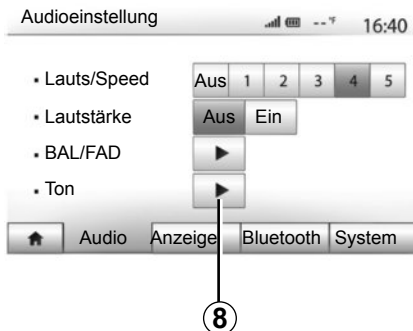 Audioeinstellung --°F 16:40
• Lauts/Speed Aus 1 2 3 4 5
• Lautstärke Aus Ein
• BAL/FAD
• Ton
Audio Anzeige Bluetooth System
8